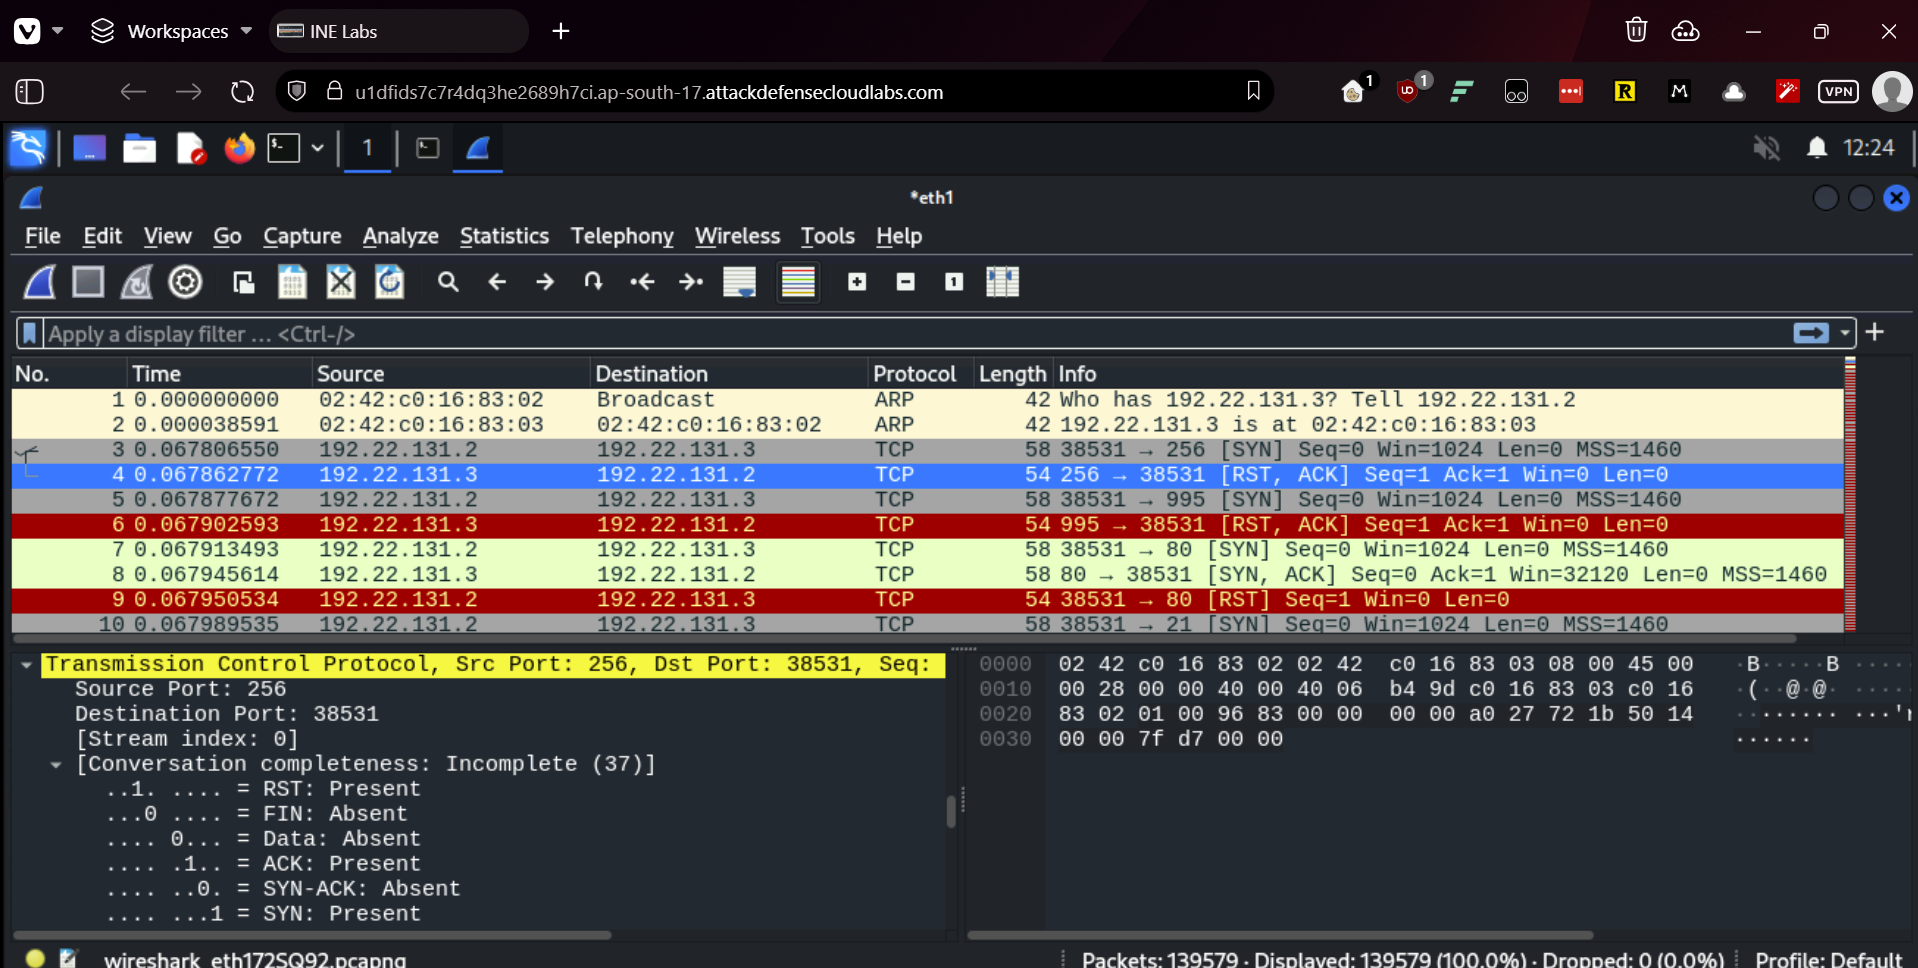 Workspaces
INE Labs
u1dfids7c7r4dq3he2689h7ci.ap-south-17.attackdefensecloudlabs.com
1
1
VPN
1
12:24
*eth1
File Edit View Go Capture Analyze Statistics Telephony Wireless Tools Help
Apply a display filter … <Ctrl-/>
No. Time Source Destination Protocol Length Info
1 0.000000000 02:42:c0:16:83:02 Broadcast ARP 42 Who has 192.22.131.3? Tell 192.22.131.2
2 0.000038591 02:42:c0:16:83:03 02:42:c0:16:83:02 ARP 42 192.22.131.3 is at 02:42:c0:16:83:03
3 0.067806550 192.22.131.2 192.22.131.3 TCP 58 38531 → 256 [SYN] Seq=0 Win=1024 Len=0 MSS=1460
4 0.067862772 192.22.131.3 192.22.131.2 TCP 54 256 → 38531 [RST, ACK] Seq=1 Ack=1 Win=0 Len=0
5 0.067877672 192.22.131.2 192.22.131.3 TCP 58 38531 → 995 [SYN] Seq=0 Win=1024 Len=0 MSS=1460
6 0.067902593 192.22.131.3 192.22.131.2 TCP 54 995 → 38531 [RST, ACK] Seq=1 Ack=1 Win=0 Len=0
7 0.067913493 192.22.131.2 192.22.131.3 TCP 58 38531 → 80 [SYN] Seq=0 Win=1024 Len=0 MSS=1460
8 0.067945614 192.22.131.3 192.22.131.2 TCP 58 80 → 38531 [SYN, ACK] Seq=0 Ack=1 Win=32120 Len=0 MSS=1460
9 0.067950534 192.22.131.2 192.22.131.3 TCP 54 38531 → 80 [RST] Seq=1 Win=0 Len=0
10 0.067989535 192.22.131.2 192.22.131.3 TCP 58 38531 → 21 [SYN] Seq=0 Win=1024 Len=0 MSS=1460
Transmission Control Protocol, Src Port: 256, Dst Port: 38531, Seq:
Source Port: 256
Destination Port: 38531
[Stream index: 0]
[Conversation completeness: Incomplete (37)]
..1. .... = RST: Present
...0 .... = FIN: Absent
.... 0... = Data: Absent
.... .1.. = ACK: Present
.... ..0. = SYN-ACK: Absent
.... ...1 = SYN: Present
0000 02 42 c0 16 83 02 02 42 c0 16 83 03 08 00 45 00 ·B·····B ·····
0010 00 28 00 00 40 00 40 06 b4 9d c0 16 83 03 c0 16 ·(··@·@· ·····
0020 83 02 01 00 96 83 00 00 00 00 a0 27 72 1b 50 14 ········ ···'r
0030 00 00 7f d7 00 00 ······
wireshark_eth172SQ92.pcapng
Packets: 139579 · Displayed: 139579 (100.0%) · Dropped: 0 (0.0%)
Profile: Default